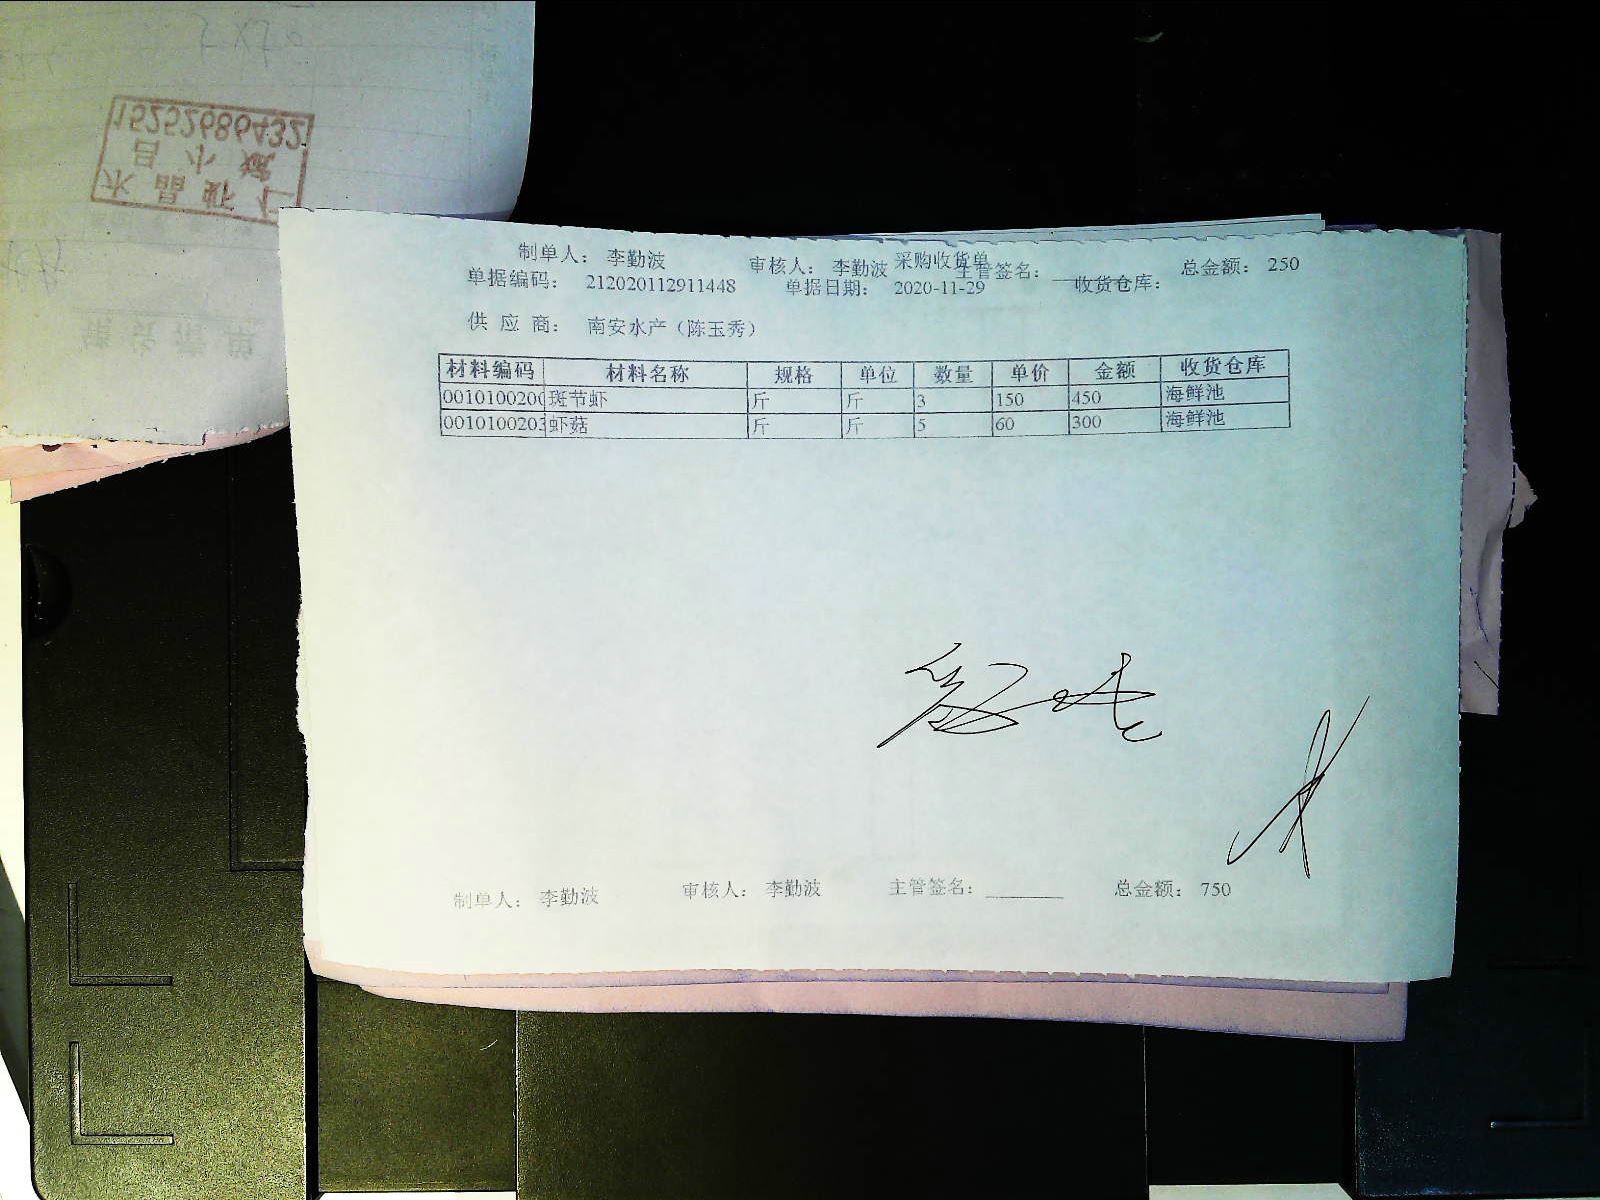 15252686432
吕小斌
采购收货单
制单人： 李勤波 审核人： 李勤波 主管签名： 总金额： 250
单据编码： 212020112911448 单据日期： 2020-11-29 收货仓库：
供 应 商： 南安水产（陈玉秀）
材料编码 材料名称 规格 单位 数量 单价 金额 收货仓库
0010100200 斑节虾 斤 斤 3 150 450 海鲜池
0010100203 虾菇 斤 斤 5 60 300 海鲜池
制单人： 李勤波 审核人： 李勤波 主管签名： 总金额： 750